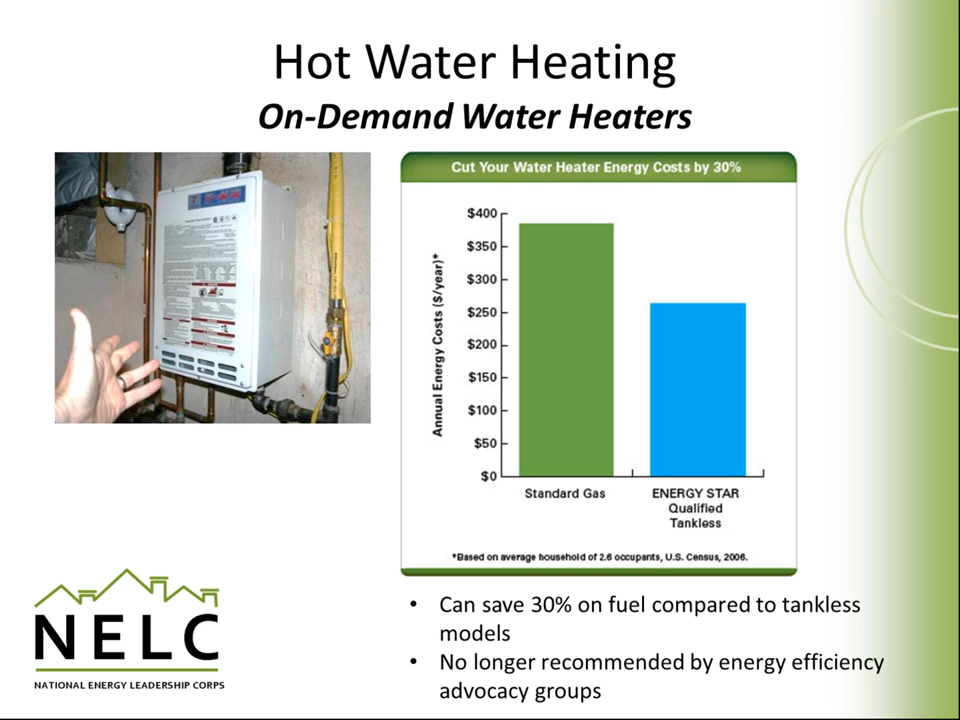 Hot Water Heating
On-Demand Water Heaters
Cut Your Water Heater Energy Costs by 30%
Annual Energy Costs ($/year)*
$400
$350
$300
$250
$200
$150
$100
$50
$0
Standard Gas
ENERGY STAR
Qualified
Tankless
*Based on average household of 2.6 occupants, U.S. Census, 2006.
• Can save 30% on fuel compared to tankless
models
• No longer recommended by energy efficiency
advocacy groups
NELC
NATIONAL ENERGY LEADERSHIP CORPS